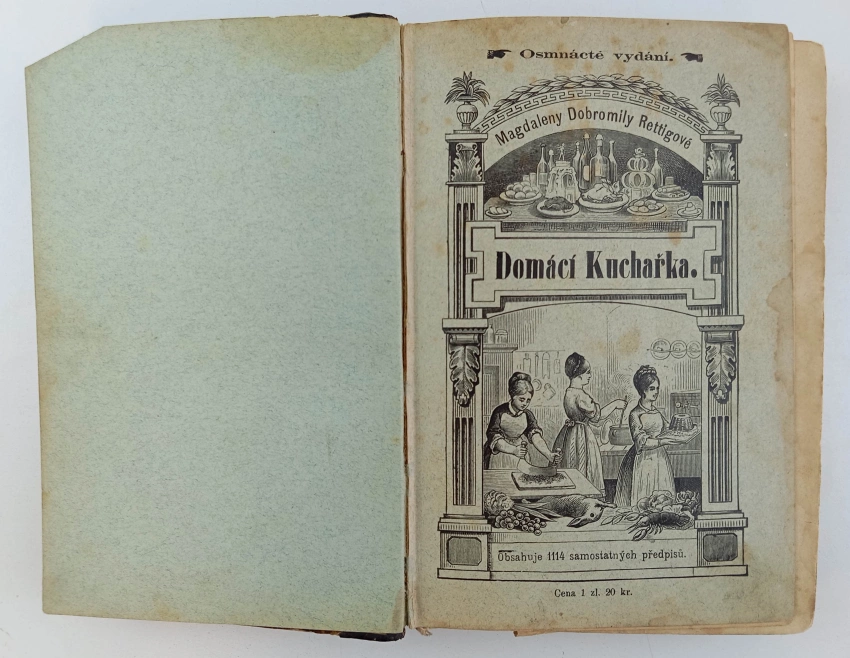 Osmnácté vydání.
Magdaleny Dobromily Rettigové
Domácí Kuchařka.
Obsahuje 1114 samostatných předpisů.
Cena 1 zl. 20 kr.